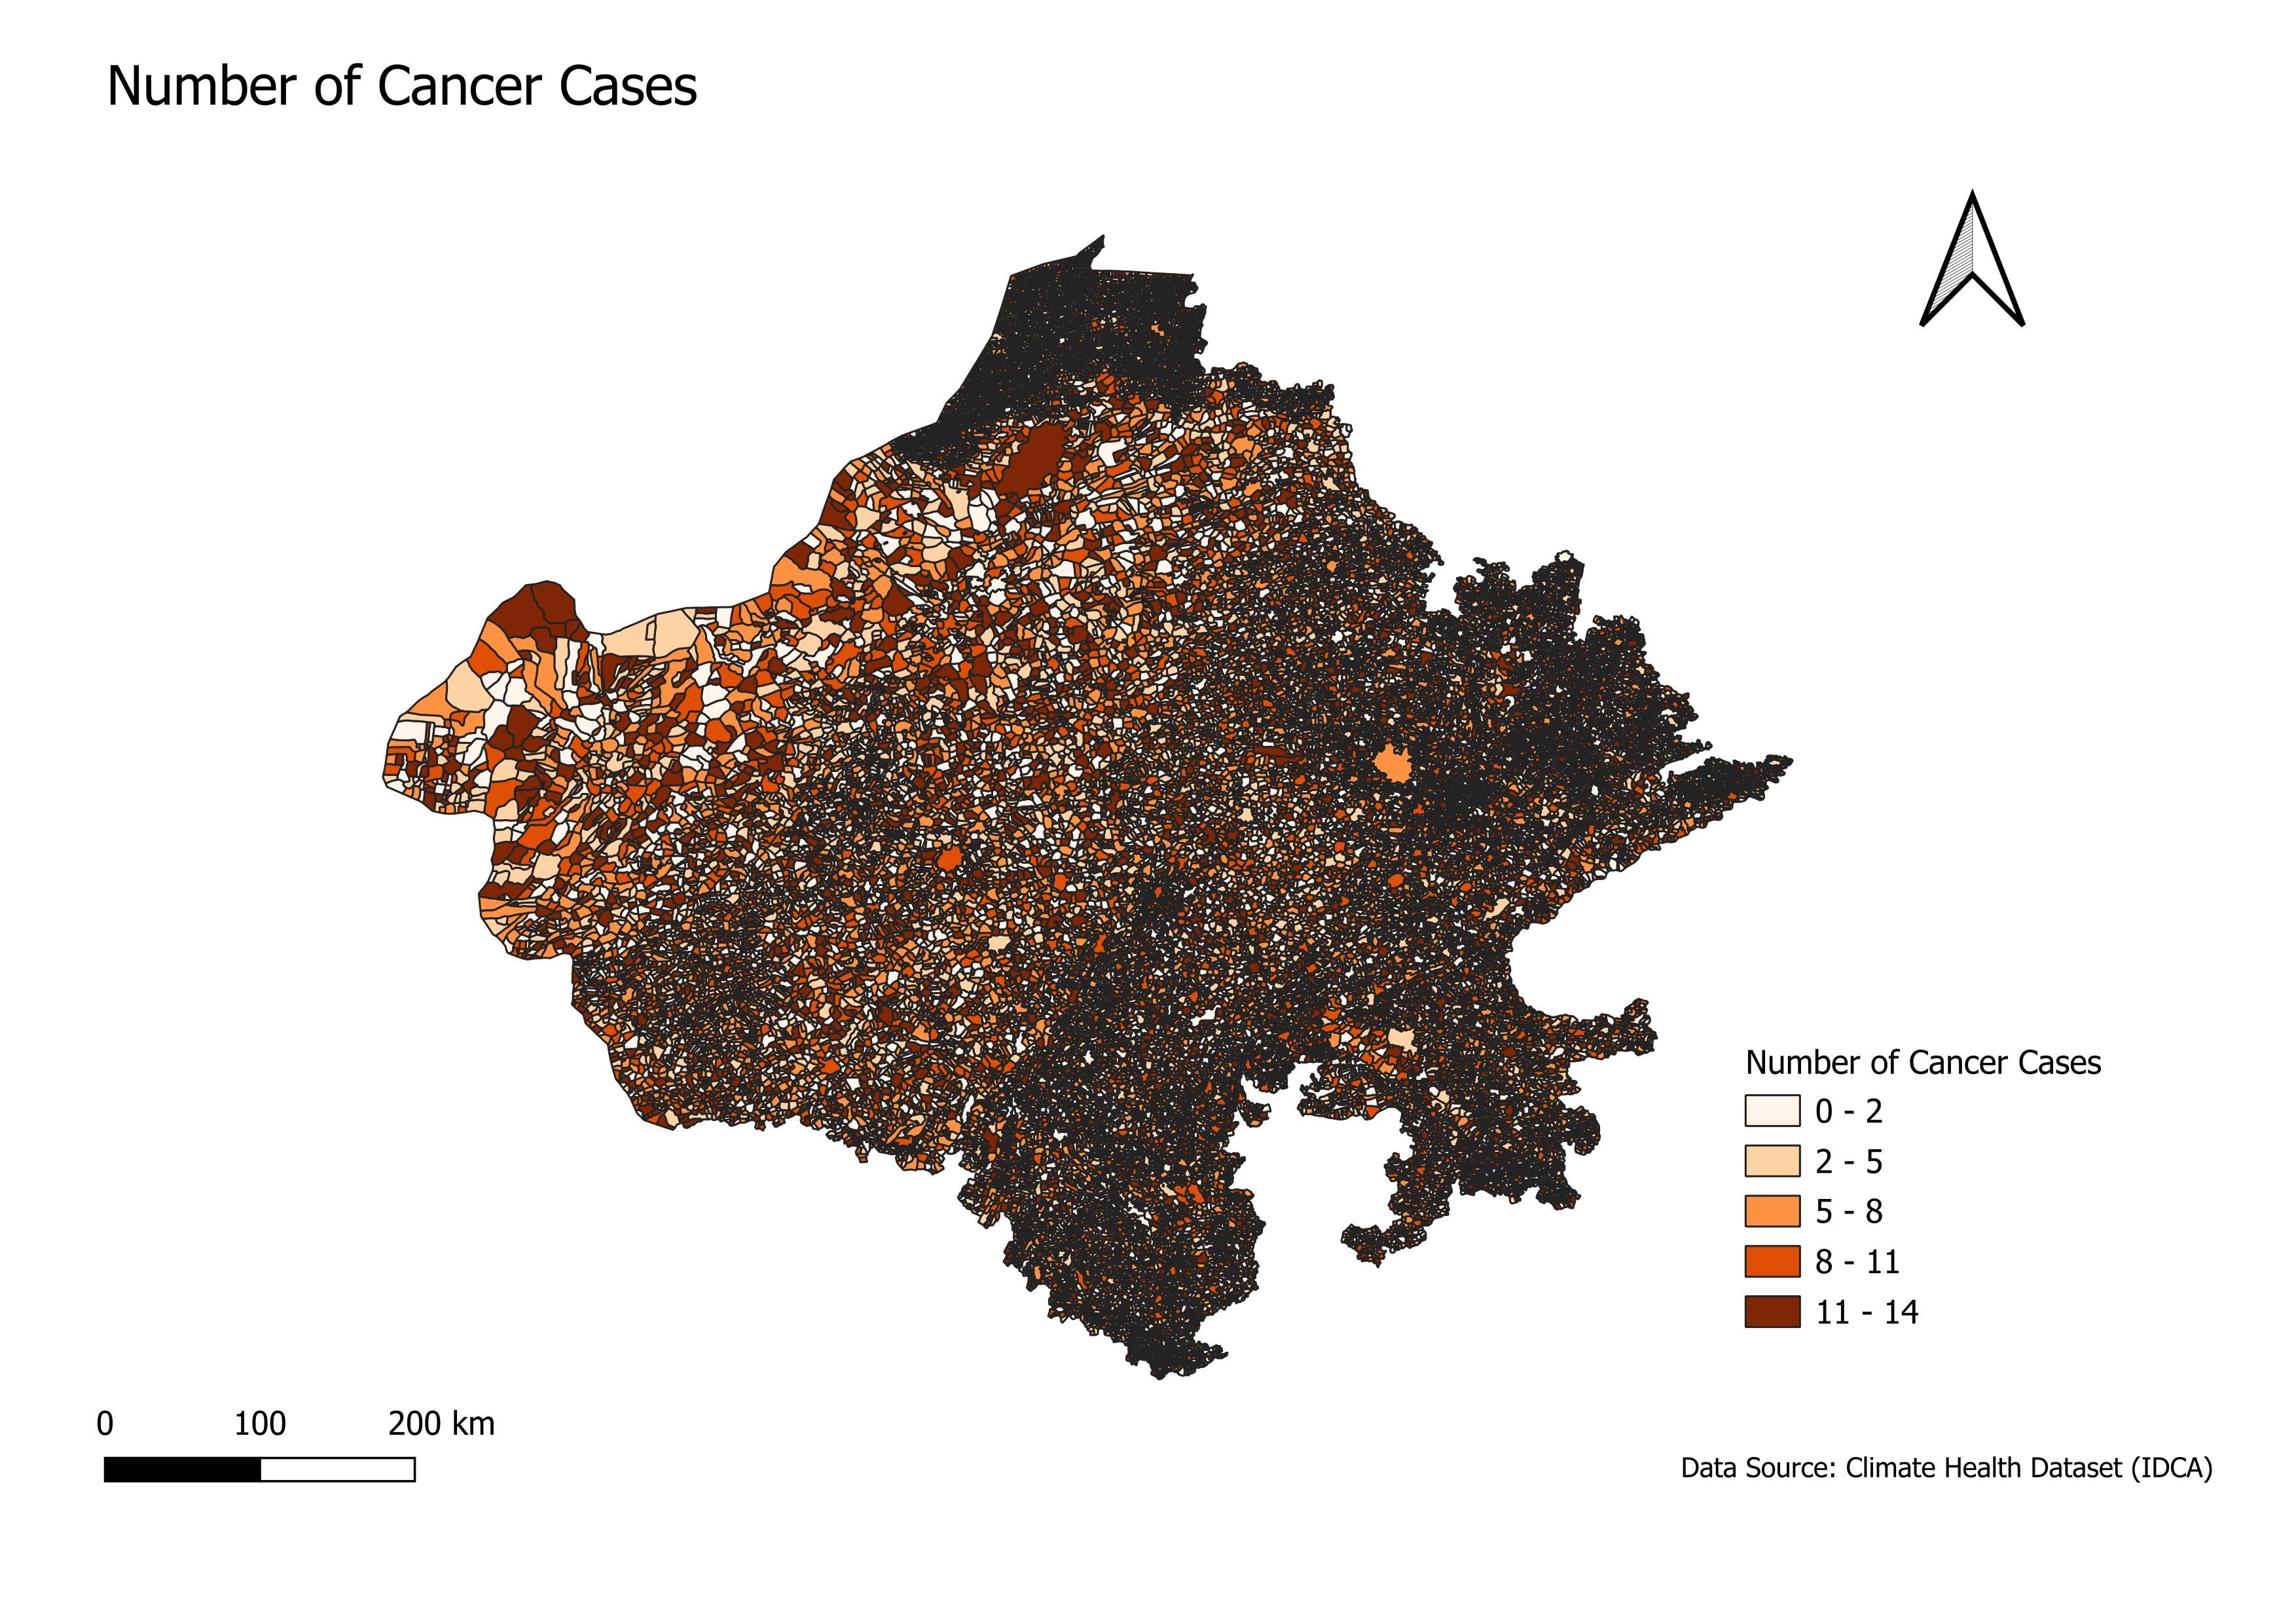 Number of Cancer Cases
Number of Cancer Cases
0 - 2
2 - 5
5 - 8
8 - 11
11 - 14
0 100 200 km
Data Source: Climate Health Dataset (IDCA)